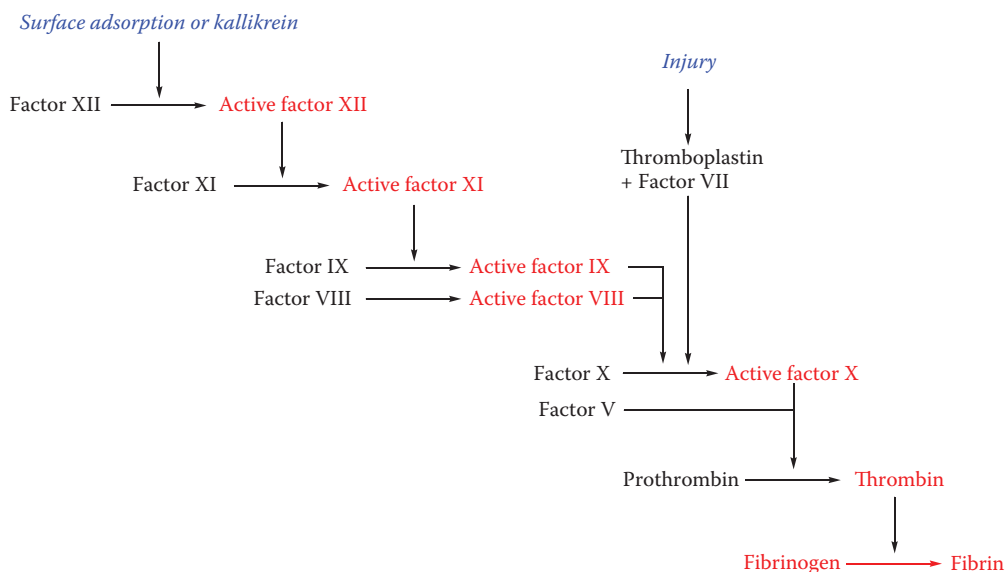 Surface adsorption or kallikrein
Injury
Factor XII
Active factor XII
Thromboplastin
+ Factor VII
Factor XI
Active factor XI
Factor IX
Active factor IX
Factor VIII
Active factor VIII
Factor X
Active factor X
Factor V
Prothrombin
Thrombin
Fibrinogen
Fibrin